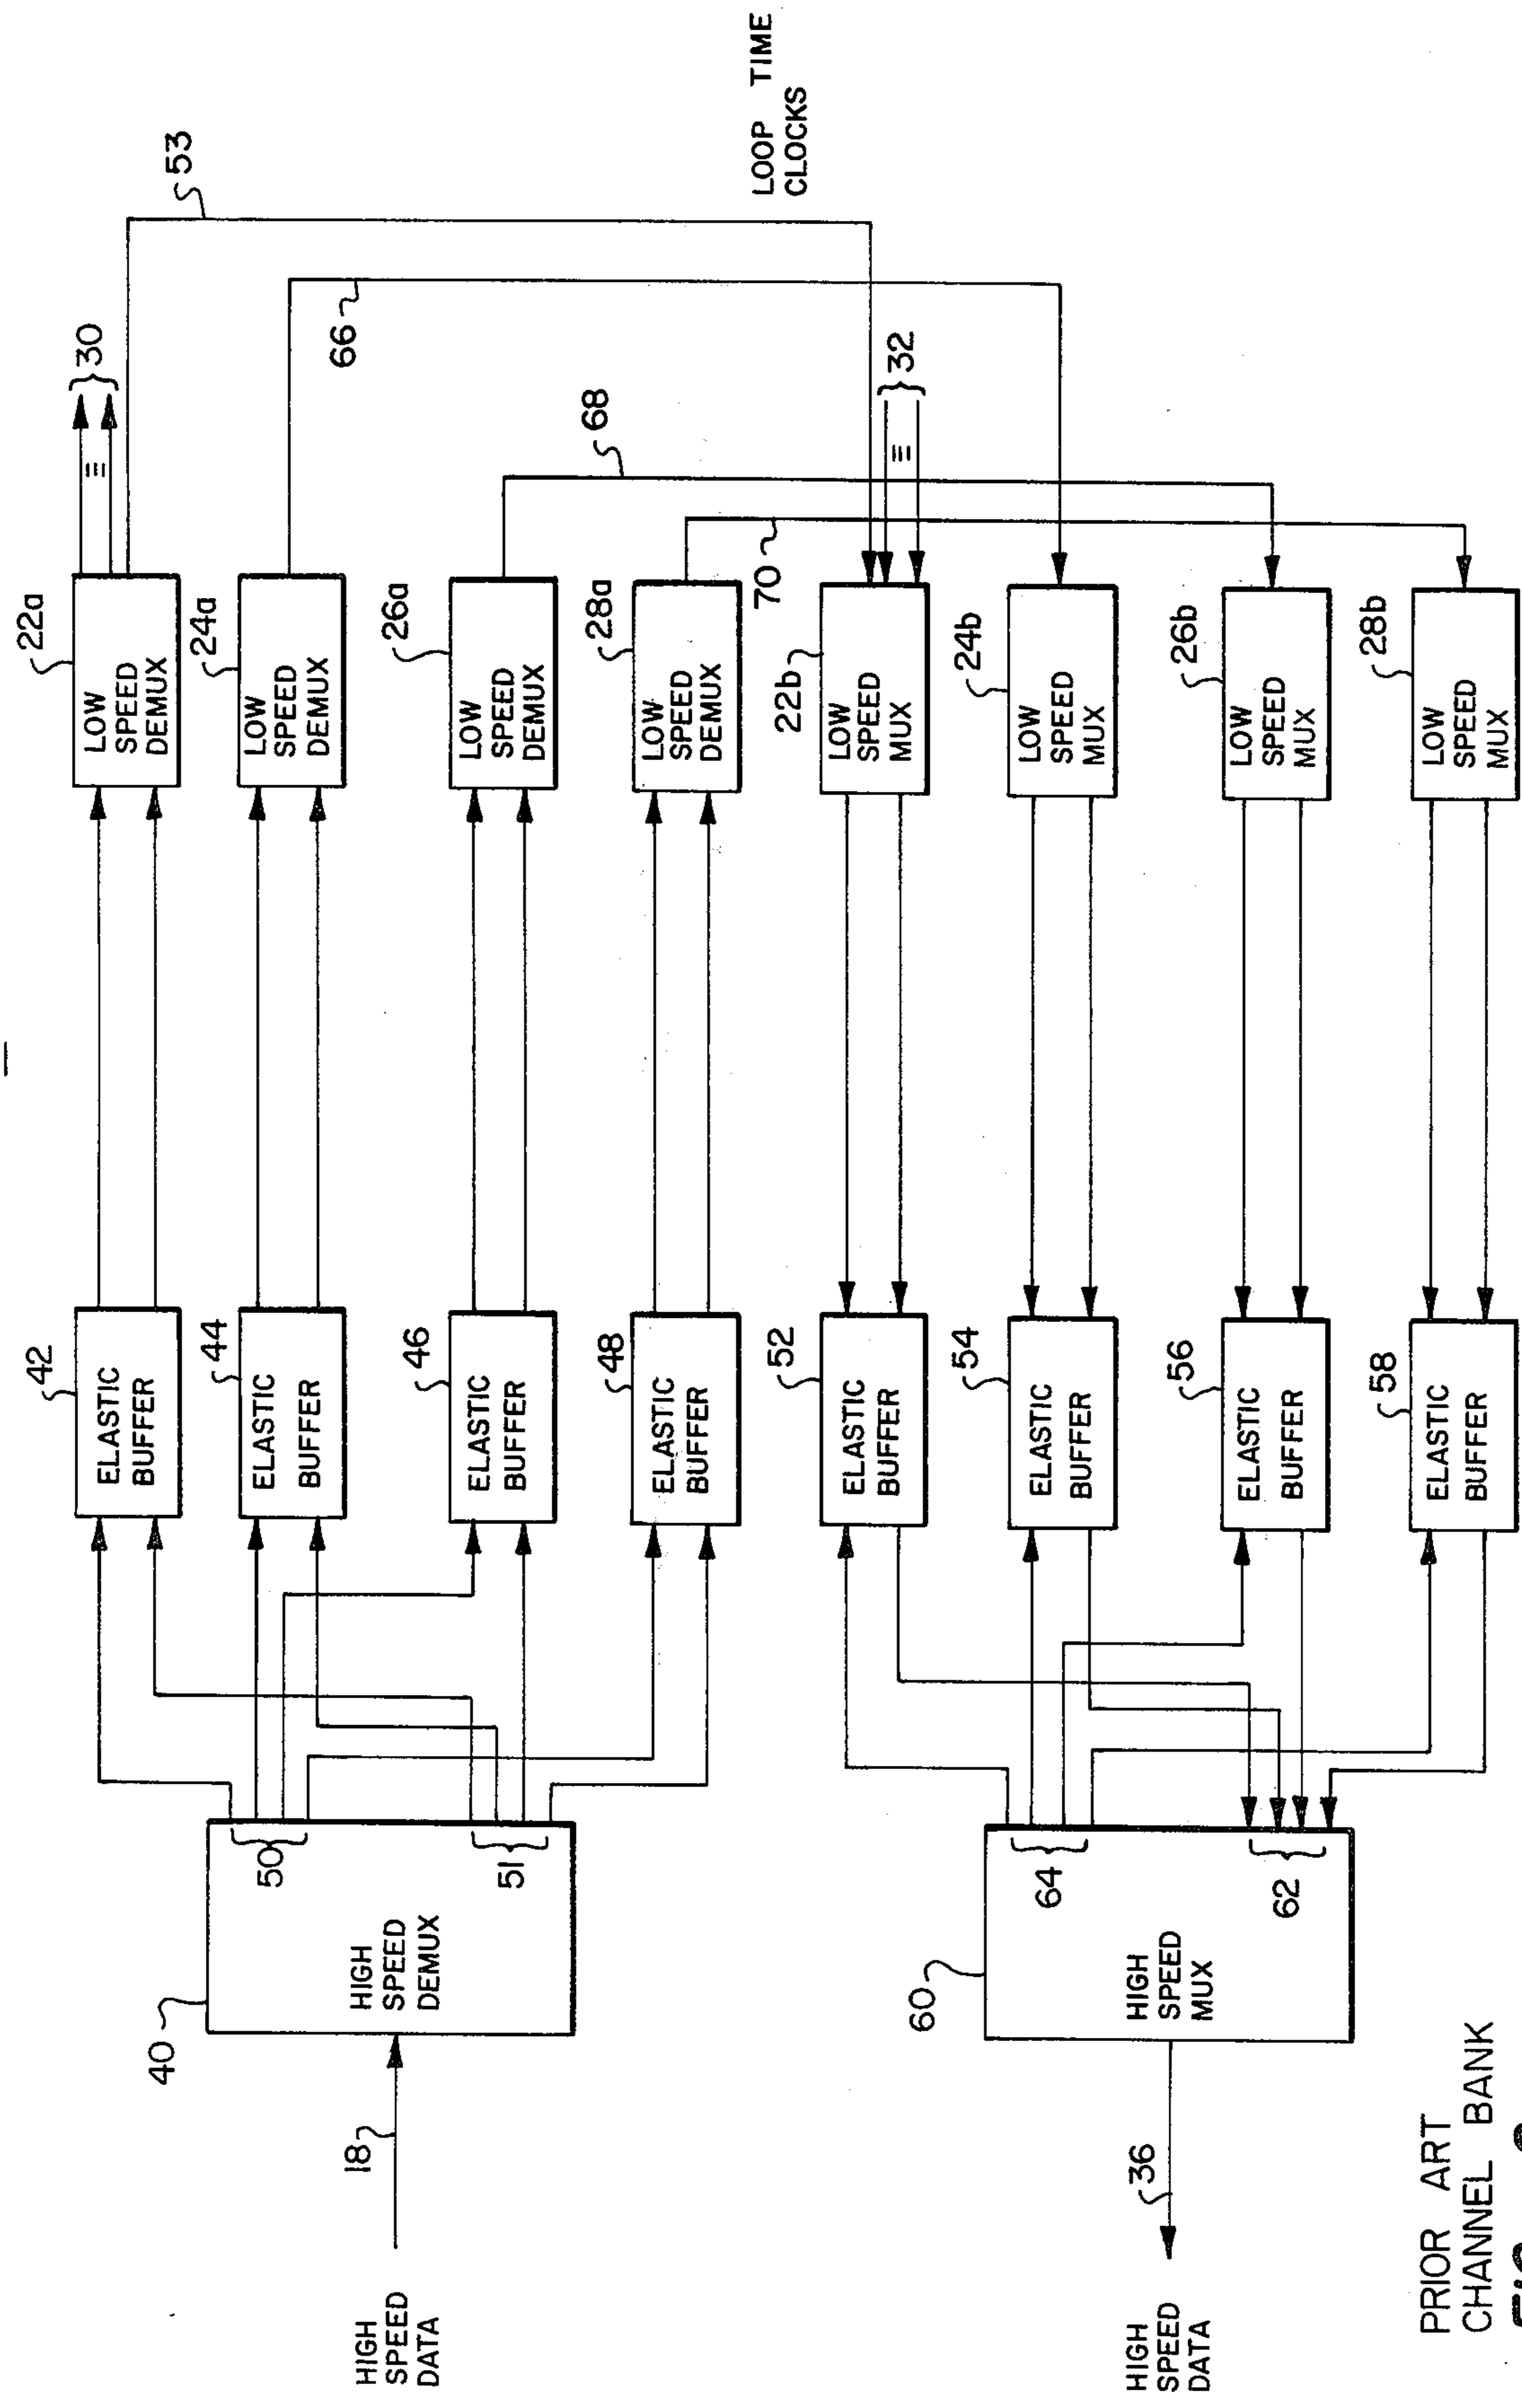 HIGH
SPEED
DATA
18
40
HIGH
SPEED
DEMUX
50
51
42
ELASTIC
BUFFER
44
ELASTIC
BUFFER
46
ELASTIC
BUFFER
48
ELASTIC
BUFFER
22a
LOW
SPEED
DEMUX
24a
LOW
SPEED
DEMUX
26a
LOW
SPEED
DEMUX
28a
LOW
SPEED
DEMUX
30
53
66
68
70
LOOP TIME
CLOCKS
32
HIGH
SPEED
DATA
36
60
HIGH
SPEED
MUX
64
62
52
ELASTIC
BUFFER
54
ELASTIC
BUFFER
56
ELASTIC
BUFFER
58
ELASTIC
BUFFER
22b
LOW
SPEED
MUX
24b
LOW
SPEED
MUX
26b
LOW
SPEED
MUX
28b
LOW
SPEED
MUX
PRIOR ART
CHANNEL BANK